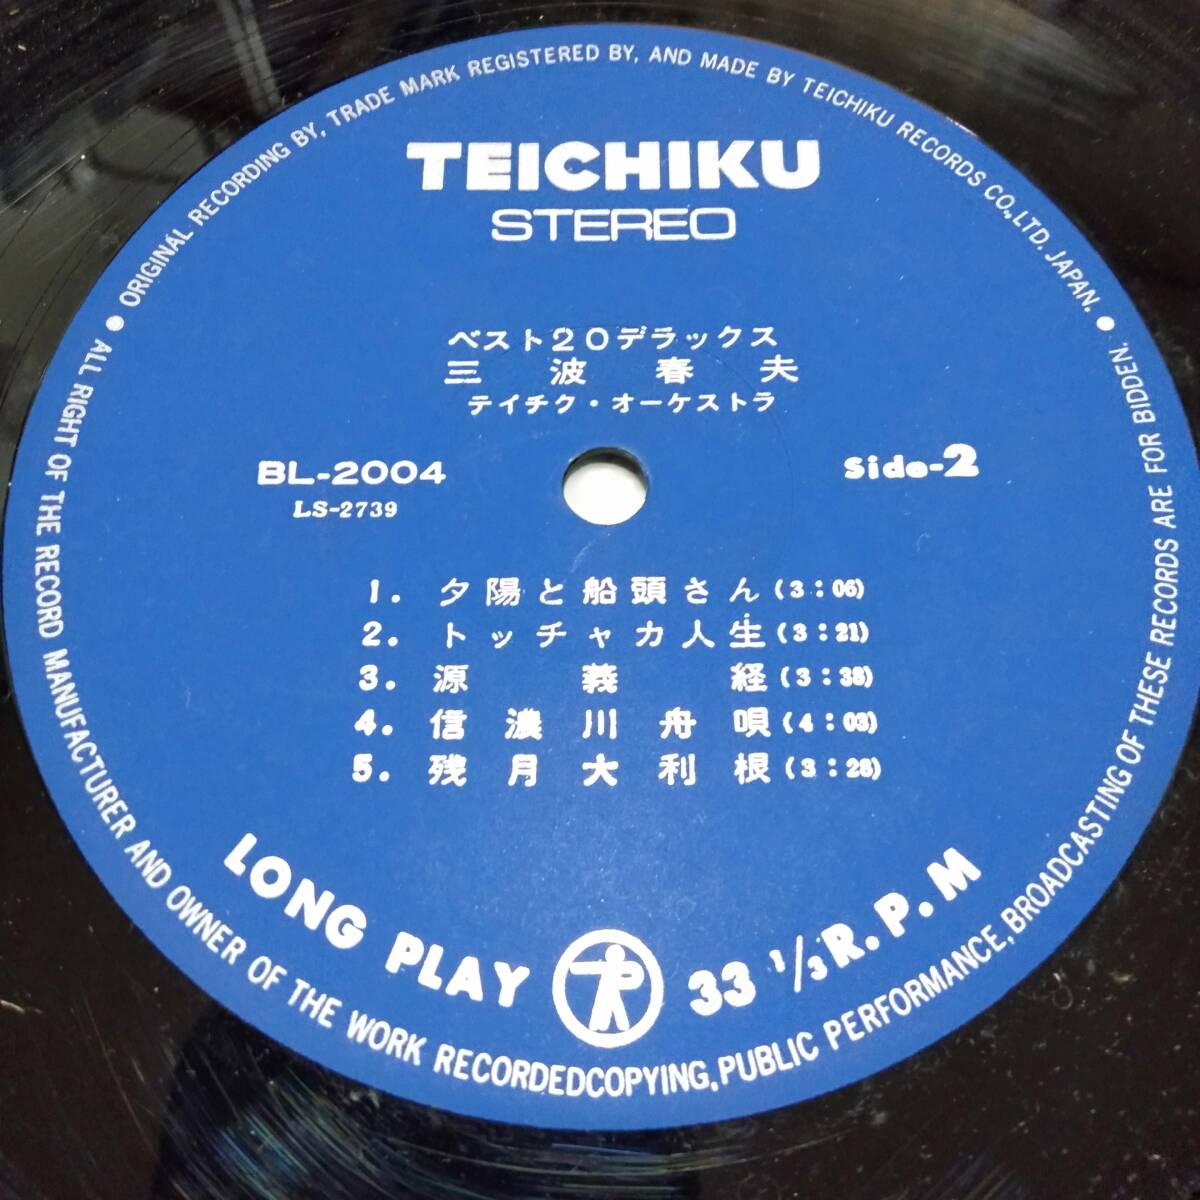 ORIGINAL RECORDING BY, TRADE MARK REGISTERED BY, AND MADE BY TEICHIKU RECORDS CO., LTD. JAPAN. ●
TEICHIKU
STEREO
ベスト20デラックス
三波春夫
テイチク・オーケストラ
BL-2004
LS-2739
Side-2
1. 夕陽と船頭さん (3:06)
2. トッチャカ人生 (3:21)
3. 源義経 (3:38)
4. 信濃川舟唄 (4:03)
5. 残月大利根 (3:28)
LONG PLAY 33 1/3 R.P.M
● ALL RIGHT OF THE RECORD MANUFACTURER AND OWNER OF THE WORK RECORDEDCOPYING, PUBLIC PERFORMANCE, BROADCASTING OF THESE RECORDS ARE FOR BIDDEN.